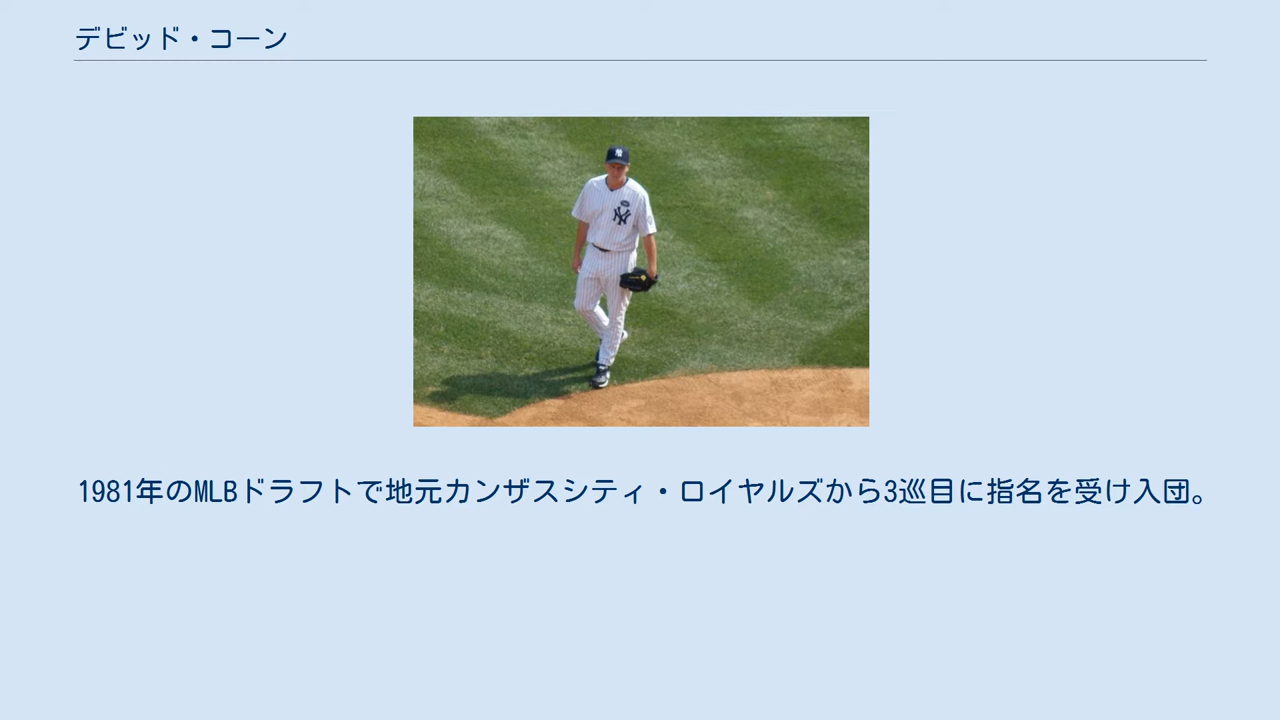 デビッド・コーン
NY
1981年のMLBドラフトで地元カンザスシティ・ロイヤルズから3巡目に指名を受け入団。